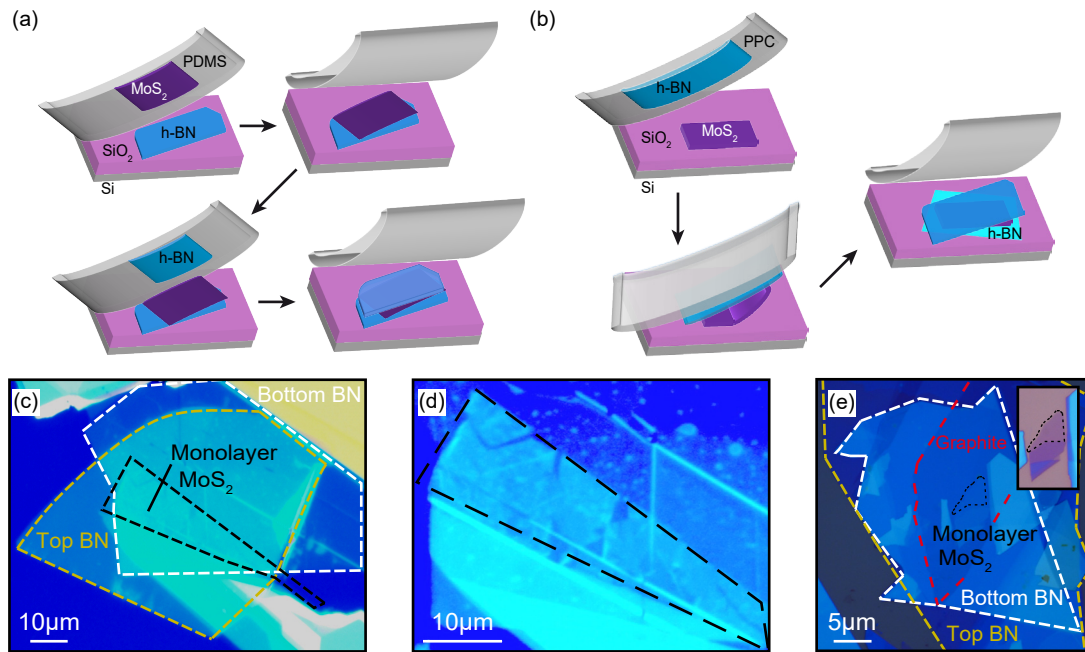 (a)
PDMS
MoS₂
h-BN
SiO₂
Si
h-BN
(b)
PPC
h-BN
MoS₂
SiO₂
Si
h-BN
(c)
Bottom BN
Monolayer
MoS₂
Top BN
10μm
(d)
10μm
(e)
Graphite
Monolayer
MoS₂
Bottom BN
5μm
Top BN